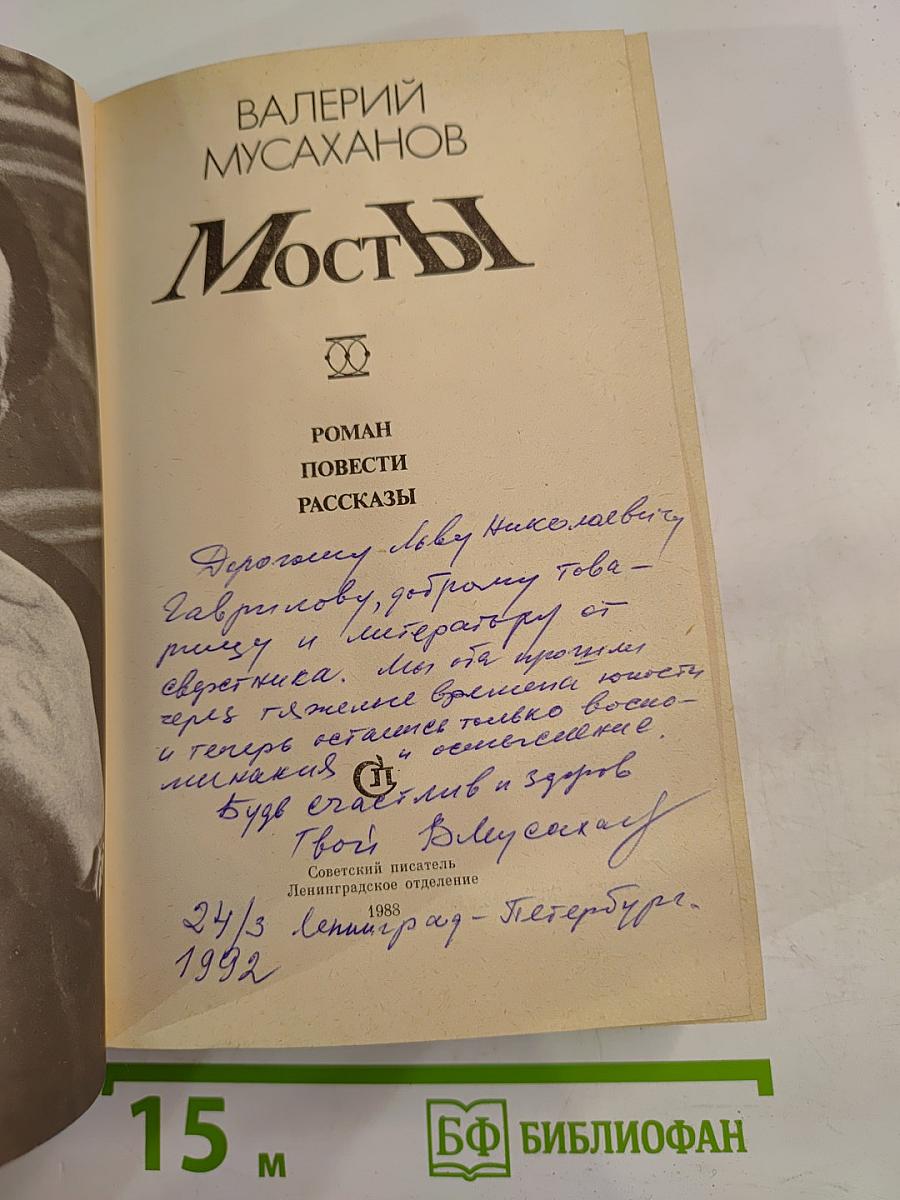 ВАЛЕРИЙ
МУСАХАНОВ
МОСТЫ
РОМАН
ПОВЕСТИ
РАССКАЗЫ
Дорогому Льву Николаевичу
Гаврилову, доброму това-
рищу и литератору от
сверстника. Мы оба прошли
через тяжелые времена юности
и теперь остались только воспо-
минания и осмысление.
СП
Будь счастлив и здоров
Твой ВМусахан
Советский писатель
Ленинградское отделение
1988
24/3 Ленинград-Петербург.
1992
15 м
БФ БИБЛИОФАН